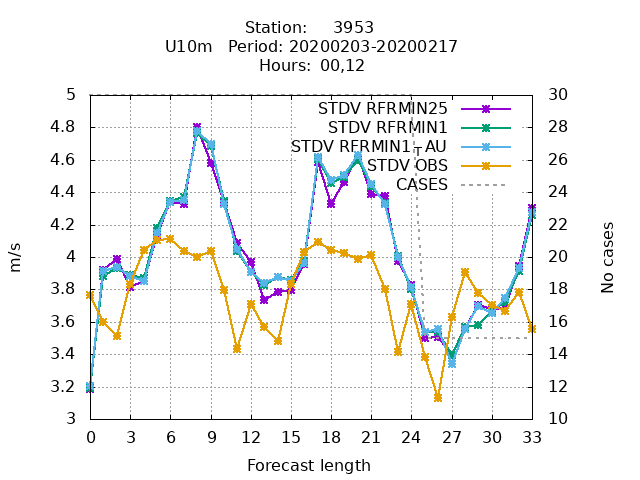 Station:     3953
U10m   Period: 20200203-20200217
Hours:  00,12
STDV RFRMIN25
STDV RFRMIN1
STDV RFRMIN1_AU
STDV OBS
CASES
5
4.8
4.6
4.4
4.2
4
3.8
3.6
3.4
3.2
3
30
28
26
24
22
20
18
16
14
12
10
m/s
No cases
0 3 6 9 12 15 18 21 24 27 30 33
Forecast length